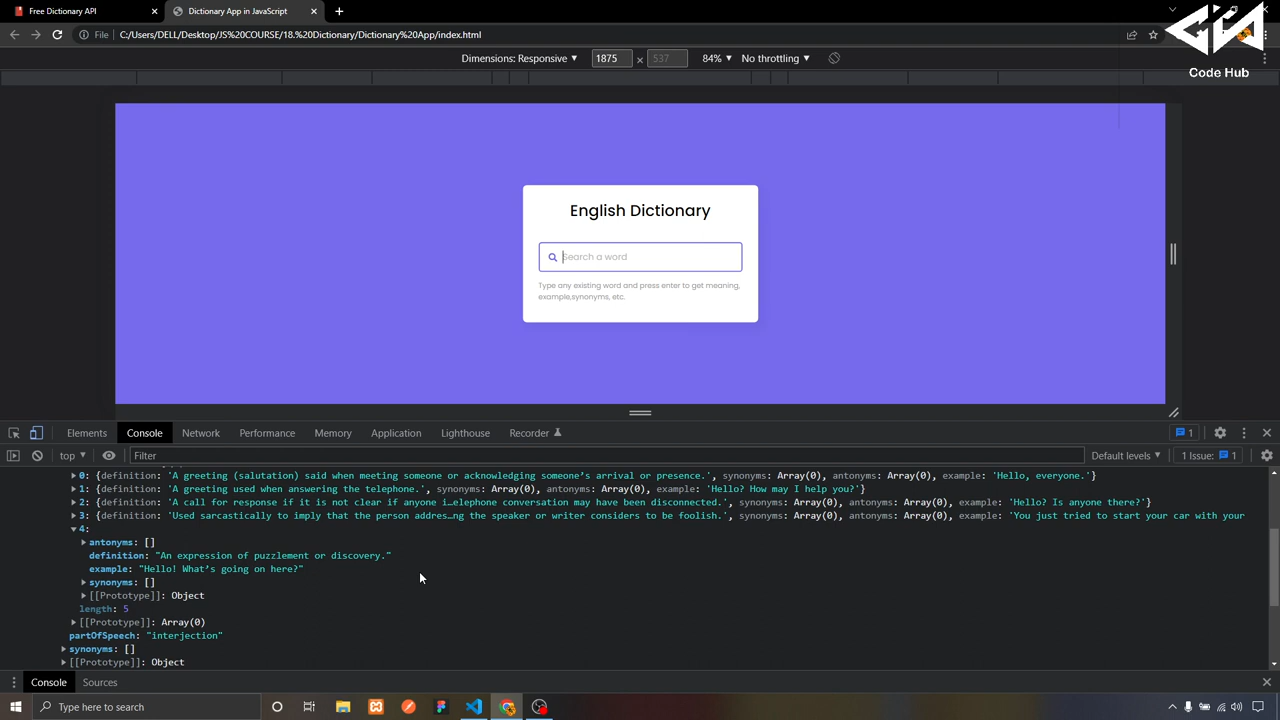 Free Dictionary API
Dictionary App in JavaScript
File
C:/Users/DELL/Desktop/JS%20COURSE/18.%20Dictionary/Dictionary%20App/index.html
Code Hub
Dimensions: Responsive
1875
537
84%
No throttling
English Dictionary
Search a word
Type any existing word and press enter to get meaning,
example,synonyms, etc.
Elements
Console
Network
Performance
Memory
Application
Lighthouse
Recorder
1
top
Filter
Default levels
1 Issue:
1
0: {definition: 'A greeting (salutation) said when meeting someone or acknowledging someone’s arrival or presence.', synonyms: Array(0), antonyms: Array(0), example: 'Hello, everyone.'}
1: {definition: 'A greeting used when answering the telephone.', synonyms: Array(0), antonyms: Array(0), example: 'Hello? How may I help you?'}
2: {definition: 'A call for response if it is not clear if anyone i…elephone conversation may have been disconnected.', synonyms: Array(0), antonyms: Array(0), example: 'Hello? Is anyone there?'}
3: {definition: 'Used sarcastically to imply that the person addres…ng the speaker or writer considers to be foolish.', synonyms: Array(0), antonyms: Array(0), example: 'You just tried to start your car with your
4:
antonyms: []
definition: "An expression of puzzlement or discovery."
example: "Hello! What’s going on here?"
synonyms: []
[[Prototype]]: Object
length: 5
[[Prototype]]: Array(0)
partOfSpeech: "interjection"
synonyms: []
[[Prototype]]: Object
Console
Sources
Type here to search